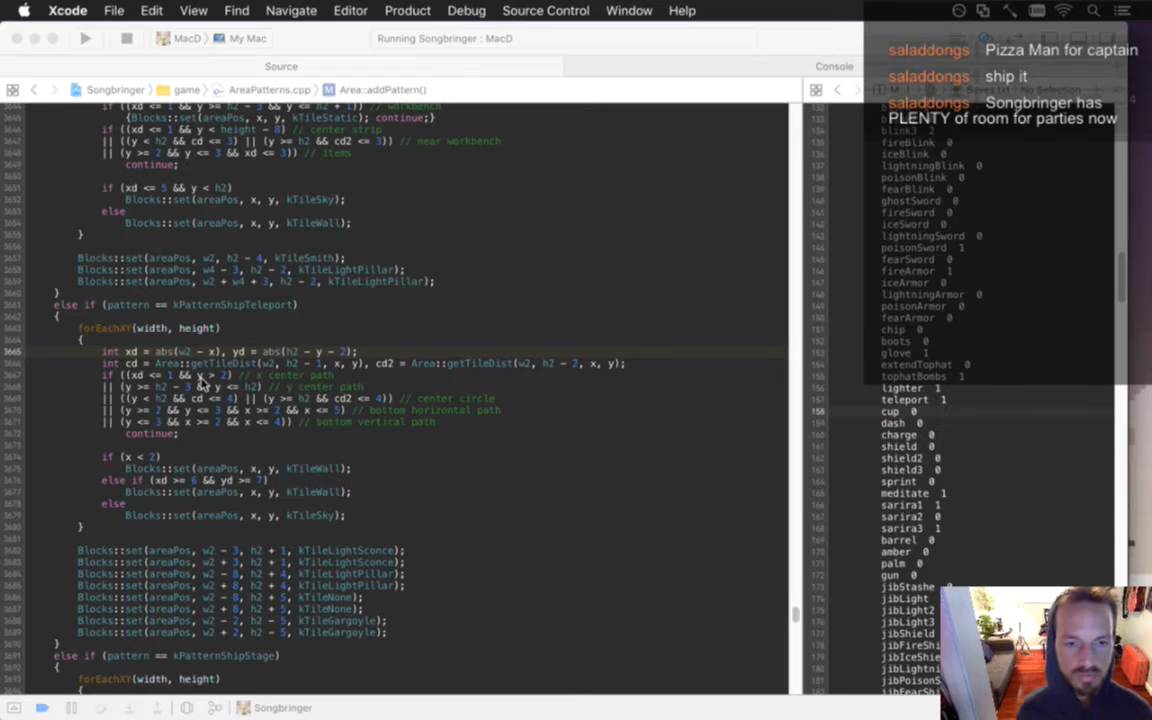 Xcode File Edit View Find Navigate Editor Product Debug Source Control Window Help
MacD My Mac Running Songbringer : MacD
Source Console
Songbringer game AreaPatterns.cpp Area::addPattern()
saladdongs Pizza Man for captain
saladdongs ship it
saladdongs Songbringer has
PLENTY of room for parties now
{Blocks::set(areaPos, x, y, kTileStatic); continue;}
if ((xd <= 1 && y < height - 8) // center strip
|| ((y < h2 && cd <= 3) || (y >= h2 && cd2 <= 3)) // near workbench
|| (y >= 2 && y <= 3 && xd <= 3)) // items
continue;
if (xd <= 5 && y < h2)
Blocks::set(areaPos, x, y, kTileSky);
else
Blocks::set(areaPos, x, y, kTileWall);
}
Blocks::set(areaPos, w2, h2 - 4, kTileSmith);
Blocks::set(areaPos, w4 - 3, h2 - 2, kTileLightPillar);
Blocks::set(areaPos, w2 + w4 + 3, h2 - 2, kTileLightPillar);
}
else if (pattern == kPatternShipTeleport)
{
forEachXY(width, height)
{
int xd = abs(w2 - x), yd = abs(h2 - y - 2);
int cd = Area::getTileDist(w2, h2 - 1, x, y), cd2 = Area::getTileDist(w2, h2 - 2, x, y);
if ((xd <= 1 && y > 2) // x center path
|| (y >= h2 - 3 && y <= h2) // y center path
|| ((y < h2 && cd <= 4) || (y >= h2 && cd2 <= 4)) // center circle
|| (y >= 2 && y <= 3 && x >= 2 && x <= 5) // bottom horizontal path
|| (y <= 3 && x >= 2 && x <= 4)) // bottom vertical path
continue;
if (x < 2)
Blocks::set(areaPos, x, y, kTileWall);
else if (xd >= 6 && yd >= 7)
Blocks::set(areaPos, x, y, kTileWall);
else
Blocks::set(areaPos, x, y, kTileSky);
}
Blocks::set(areaPos, w2 - 3, h2 + 1, kTileLightSconce);
Blocks::set(areaPos, w2 + 3, h2 + 1, kTileLightSconce);
Blocks::set(areaPos, w2 - 8, h2 + 4, kTileLightPillar);
Blocks::set(areaPos, w2 + 8, h2 + 4, kTileLightPillar);
Blocks::set(areaPos, w2 - 8, h2 + 5, kTileNone);
Blocks::set(areaPos, w2 + 8, h2 + 5, kTileNone);
Blocks::set(areaPos, w2 - 2, h2 - 5, kTileGargoyle);
Blocks::set(areaPos, w2 + 2, h2 - 5, kTileGargoyle);
}
else if (pattern == kPatternShipStage)
{
forEachXY(width, height)
{
blink3 2
fireBlink 0
iceBlink 0
lightningBlink 0
poisonBlink 0
fearBlink 0
ghostSword 0
fireSword 0
iceSword 0
lightningSword 0
poisonSword 1
fearSword 0
fireArmor 1
iceArmor 0
lightningArmor 0
poisonArmor 0
fearArmor 0
chip 0
boots 0
glove 1
extendTophat 0
tophatBombs 1
lighter 1
teleport 1
cup 0
dash 0
charge 0
shield 0
shield2 0
shield3 0
sprint 0
meditate 1
sarira1 1
sarira2 0
sarira3 1
barrel 0
amber 0
palm 0
gun 0
jibStashe
jibLight
jibLight2
jibLight3
jibShield
jibFireShi
jibIceShie
jibLightni
jibPoisonS
jibFearShi
Songbringer